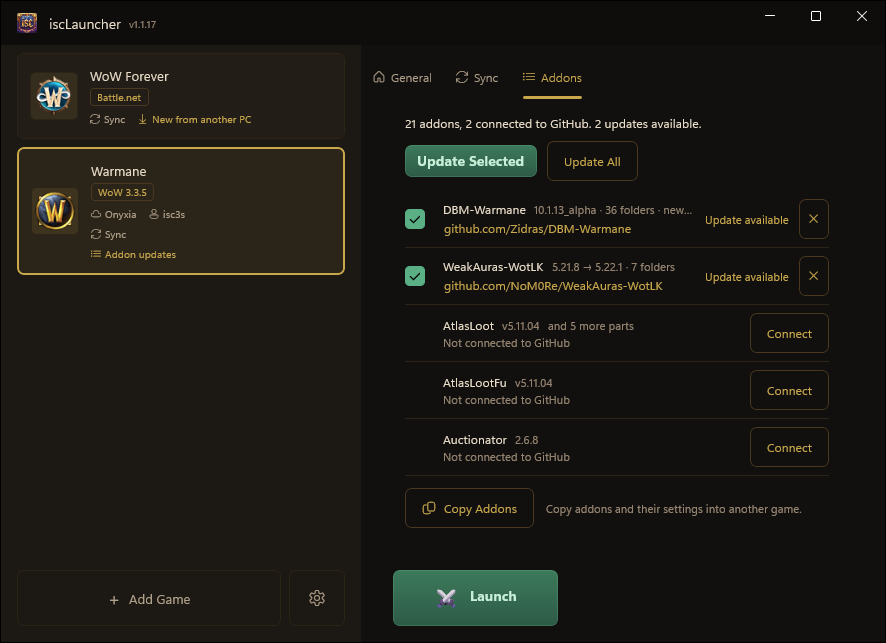 iscLauncher v1.1.17
WoW Forever
Battle.net
Sync New from another PC
Warmane
WoW 3.3.5
Onyxia isc3s
Sync
Addon updates
+ Add Game
General Sync Addons
21 addons, 2 connected to GitHub. 2 updates available.
Update Selected Update All
DBM-Warmane 10.1.13_alpha · 36 folders · new...
github.com/Zidras/DBM-Warmane
Update available
WeakAuras-WotLK 5.21.8 → 5.22.1 · 7 folders
github.com/NoM0Re/WeakAuras-WotLK
Update available
AtlasLoot v5.11.04 and 5 more parts
Not connected to GitHub
Connect
AtlasLootFu v5.11.04
Not connected to GitHub
Connect
Auctionator 2.6.8
Not connected to GitHub
Connect
Copy Addons Copy addons and their settings into another game.
Launch